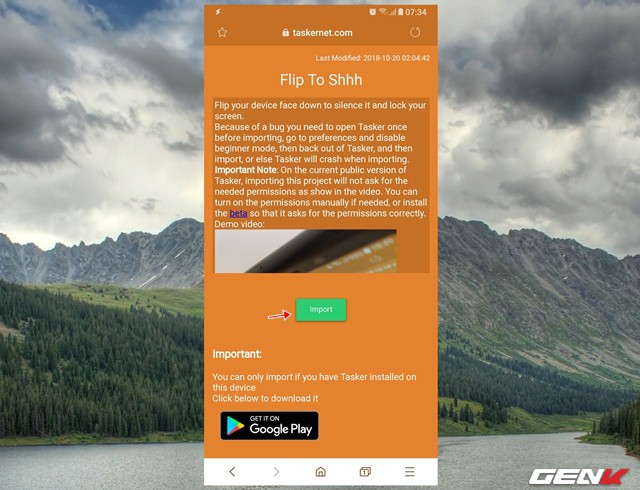 07:34
taskernet.com
Last Modified: 2018-10-20 02:04:42
Flip To Shhh
Flip your device face down to silence it and lock your
screen.
Because of a bug you need to open Tasker once
before importing, go to preferences and disable
beginner mode, then back out of Tasker, and then
import, or else Tasker will crash when importing.
Important Note: On the current public version of
Tasker, importing this project will not ask for the
needed permissions as show in the video. You can
turn on the permissions manually if needed, or install
the beta so that it asks for the permissions correctly.
Demo video:
Import
Important:
You can only import if you have Tasker installed on
this device
Click below to download it
GET IT ON
Google Play
1
GENK